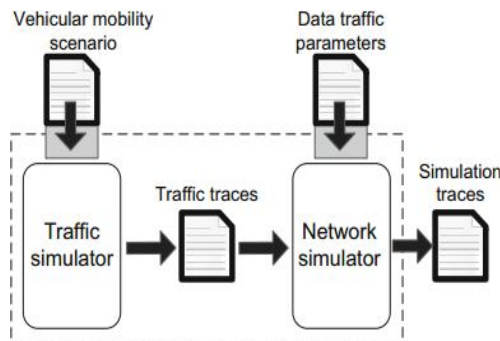 Vehicular mobility
scenario
Data traffic
parameters
Simulation
traces
Traffic traces
Traffic
simulator
Network
simulator